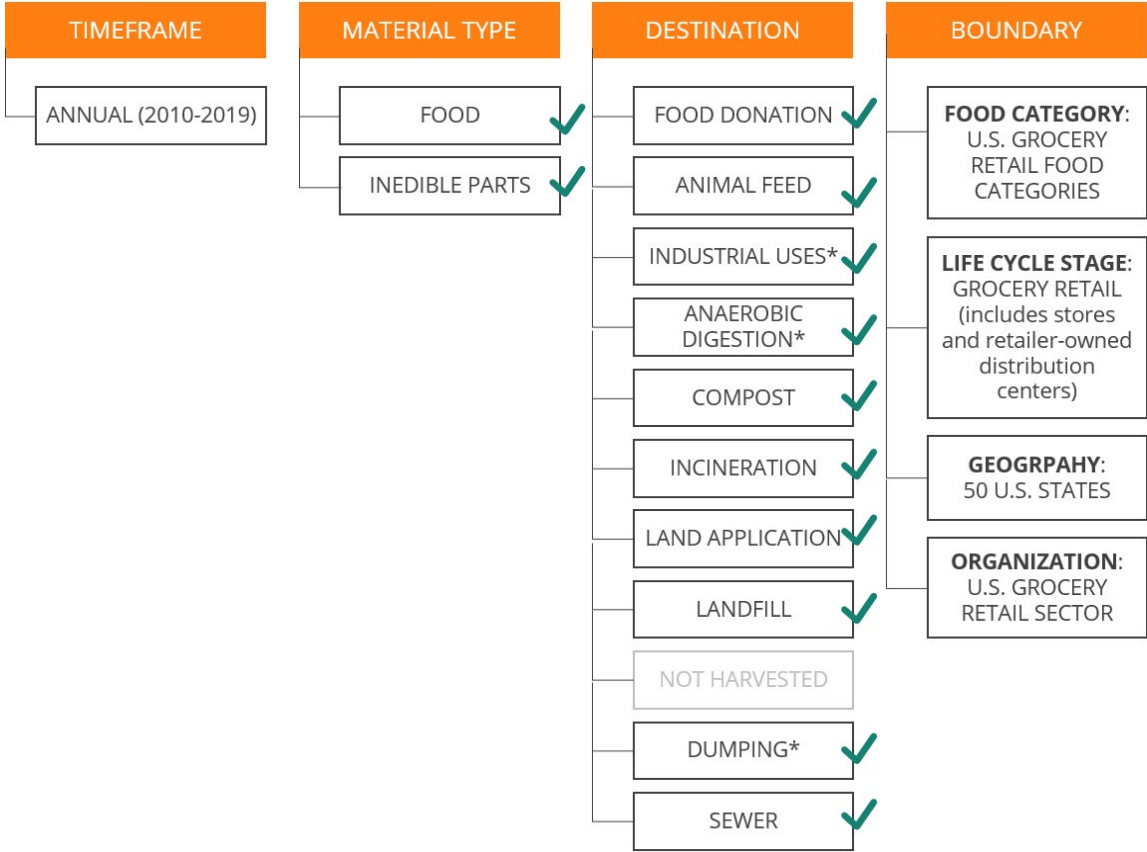 TIMEFRAME
ANNUAL (2010-2019)
MATERIAL TYPE
FOOD
INEDIBLE PARTS
DESTINATION
FOOD DONATION
ANIMAL FEED
INDUSTRIAL USES*
ANAEROBIC
DIGESTION*
COMPOST
INCINERATION
LAND APPLICATION
LANDFILL
NOT HARVESTED
DUMPING*
SEWER
BOUNDARY
FOOD CATEGORY:
U.S. GROCERY
RETAIL FOOD
CATEGORIES
LIFE CYCLE STAGE:
GROCERY RETAIL
(includes stores
and retailer-owned
distribution
centers)
GEOGRPAHY:
50 U.S. STATES
ORGANIZATION:
U.S. GROCERY
RETAIL SECTOR